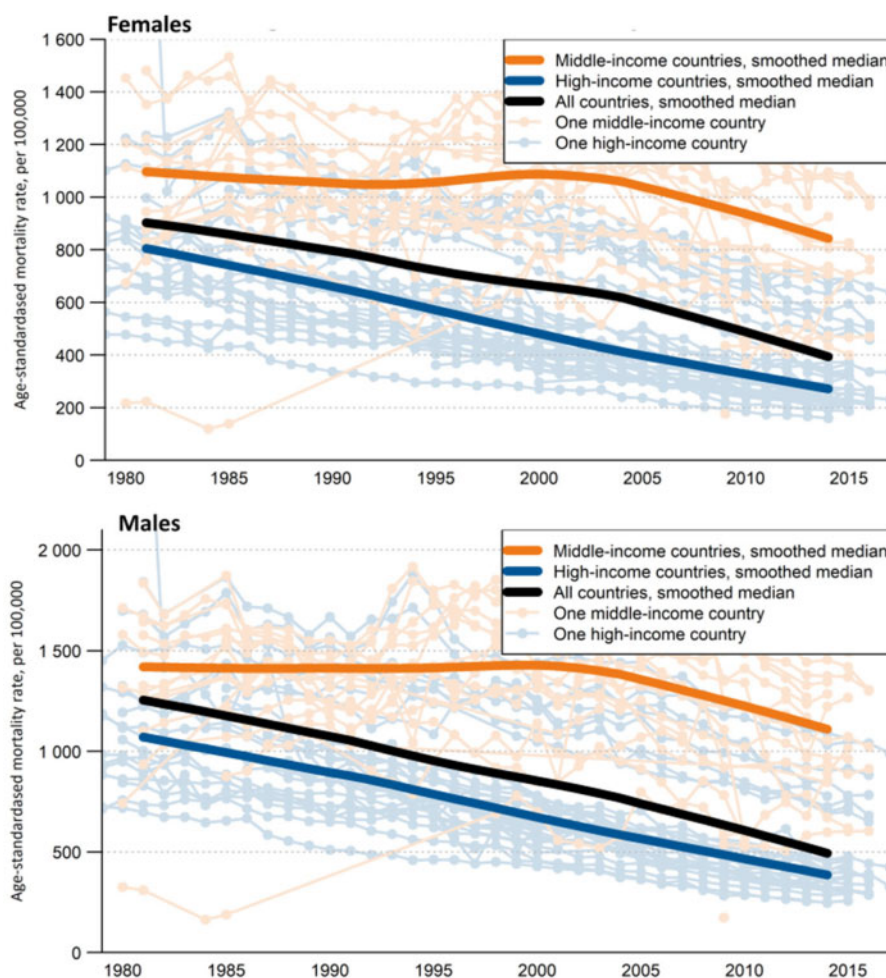 Females
Age-standardased mortality rate, per 100,000
1 600
1 400
1 200
1 000
800
600
400
200
0
Middle-income countries, smoothed median
High-income countries, smoothed median
All countries, smoothed median
One middle-income country
One high-income country
1980 1985 1990 1995 2000 2005 2010 2015
Males
Age-standardased mortality rate, per 100,000
2 000
1 500
1 000
500
0
Middle-income countries, smoothed median
High-income countries, smoothed median
All countries, smoothed median
One middle-income country
One high-income country
1980 1985 1990 1995 2000 2005 2010 2015